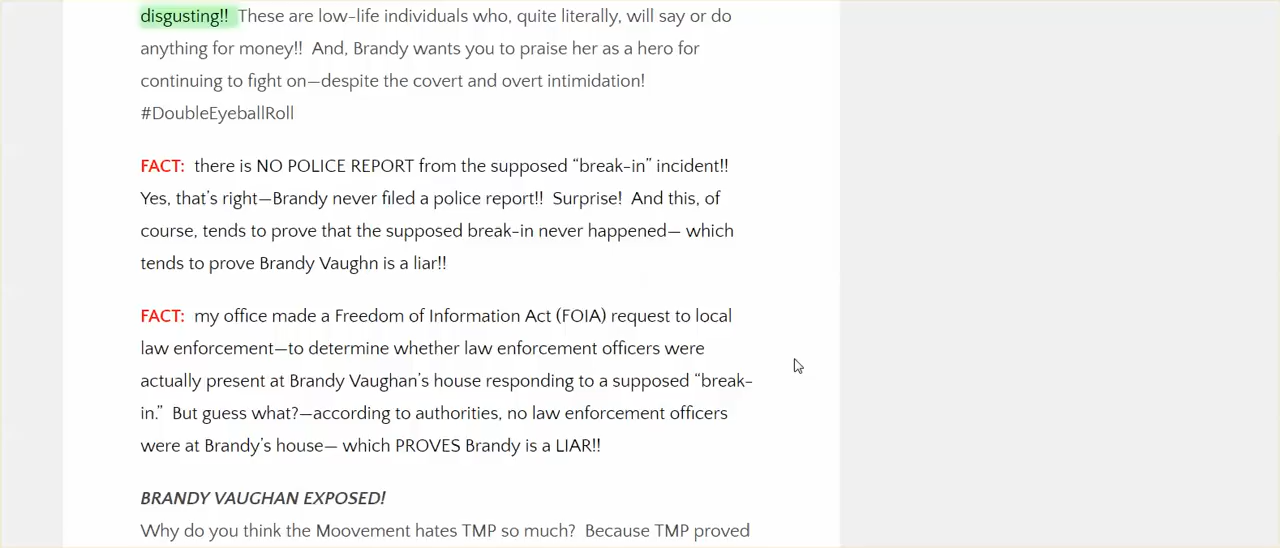 disgusting!! These are low-life individuals who, quite literally, will say or do
anything for money!! And, Brandy wants you to praise her as a hero for
continuing to fight on—despite the covert and overt intimidation!
#DoubleEyeballRoll
FACT: there is NO POLICE REPORT from the supposed “break-in” incident!!
Yes, that’s right—Brandy never filed a police report!! Surprise! And this, of
course, tends to prove that the supposed break-in never happened— which
tends to prove Brandy Vaughn is a liar!!
FACT: my office made a Freedom of Information Act (FOIA) request to local
law enforcement—to determine whether law enforcement officers were
actually present at Brandy Vaughan’s house responding to a supposed “break-
in.” But guess what?—according to authorities, no law enforcement officers
were at Brandy’s house— which PROVES Brandy is a LIAR!!
BRANDY VAUGHAN EXPOSED!
Why do you think the Moovement hates TMP so much? Because TMP proved